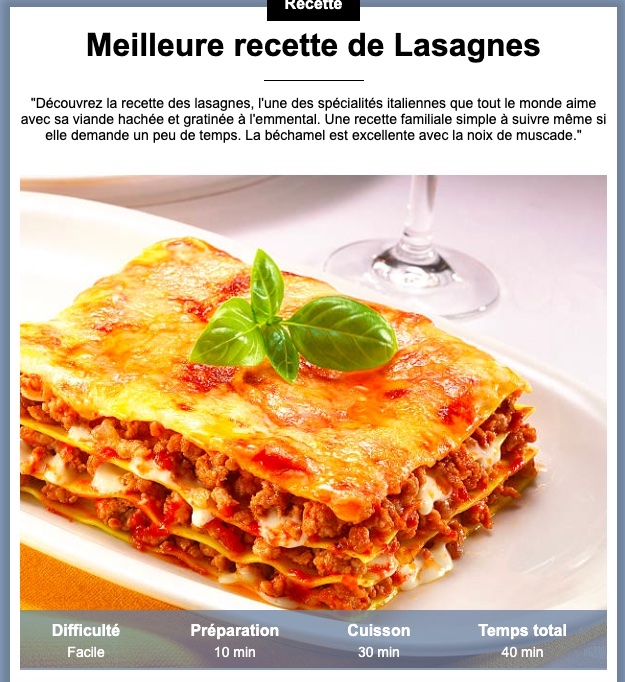 Recette
Meilleure recette de Lasagnes
"Découvrez la recette des lasagnes, l'une des spécialités italiennes que tout le monde aime
avec sa viande hachée et gratinée à l'emmental. Une recette familiale simple à suivre même si
elle demande un peu de temps. La béchamel est excellente avec la noix de muscade."
Difficulté Préparation Cuisson Temps total
Facile 10 min 30 min 40 min